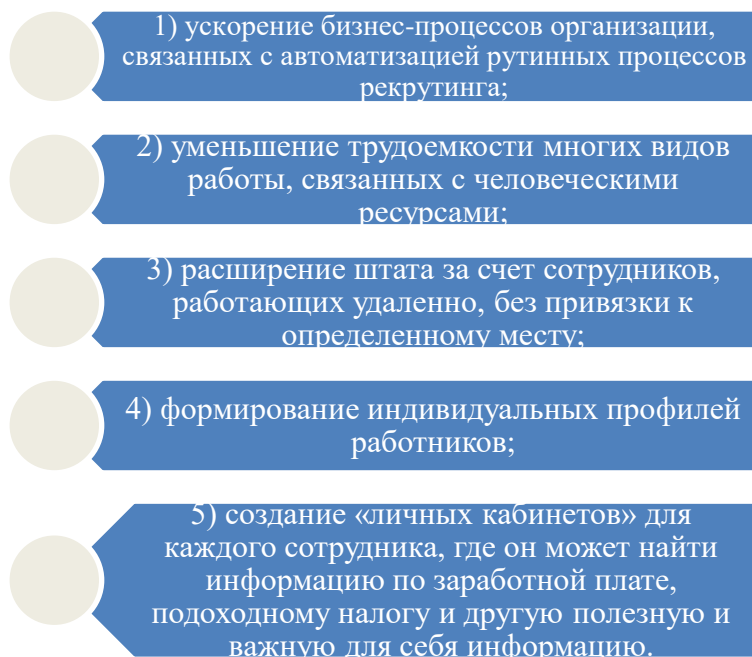 1) ускорение бизнес-процессов организации,
связанных с автоматизацией рутинных процессов
рекрутинга;
2) уменьшение трудоемкости многих видов
работы, связанных с человеческими
ресурсами;
3) расширение штата за счет сотрудников,
работающих удаленно, без привязки к
определенному месту;
4) формирование индивидуальных профилей
работников;
5) создание «личных кабинетов» для
каждого сотрудника, где он может найти
информацию по заработной плате,
подоходному налогу и другую полезную и
важную для себя информацию.